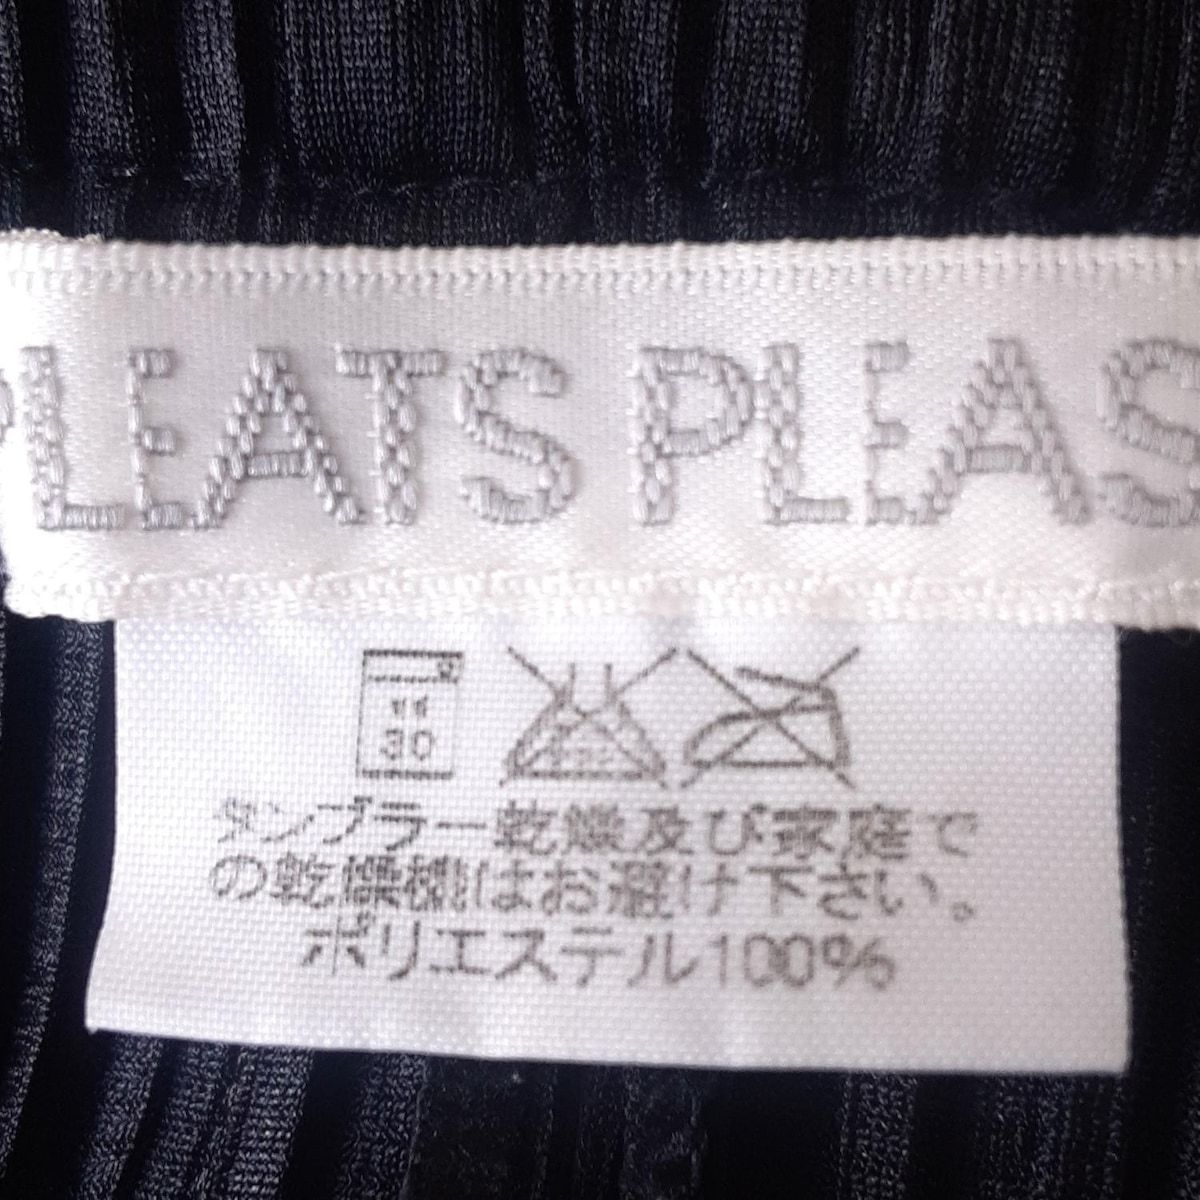 PLEATS PLEAS
30
タンブラー乾燥及び家庭で
の乾燥機はお避け下さい。
ポリエステル100%